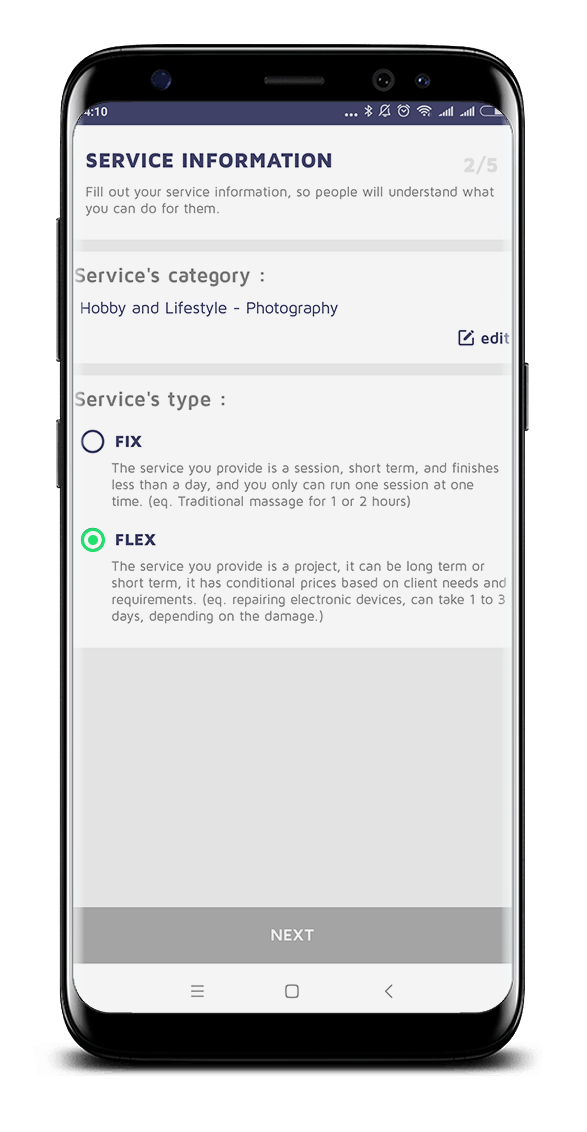 4:10
SERVICE INFORMATION
2/5
Fill out your service information, so people will understand what
you can do for them.
Service's category :
Hobby and Lifestyle - Photography
edit
Service's type :
FIX
The service you provide is a session, short term, and finishes
less than a day, and you only can run one session at one
time. (eq. Traditional massage for 1 or 2 hours)
FLEX
The service you provide is a project, it can be long term or
short term, it has conditional prices based on client needs and
requirements. (eq. repairing electronic devices, can take 1 to 3
days, depending on the damage.)
NEXT